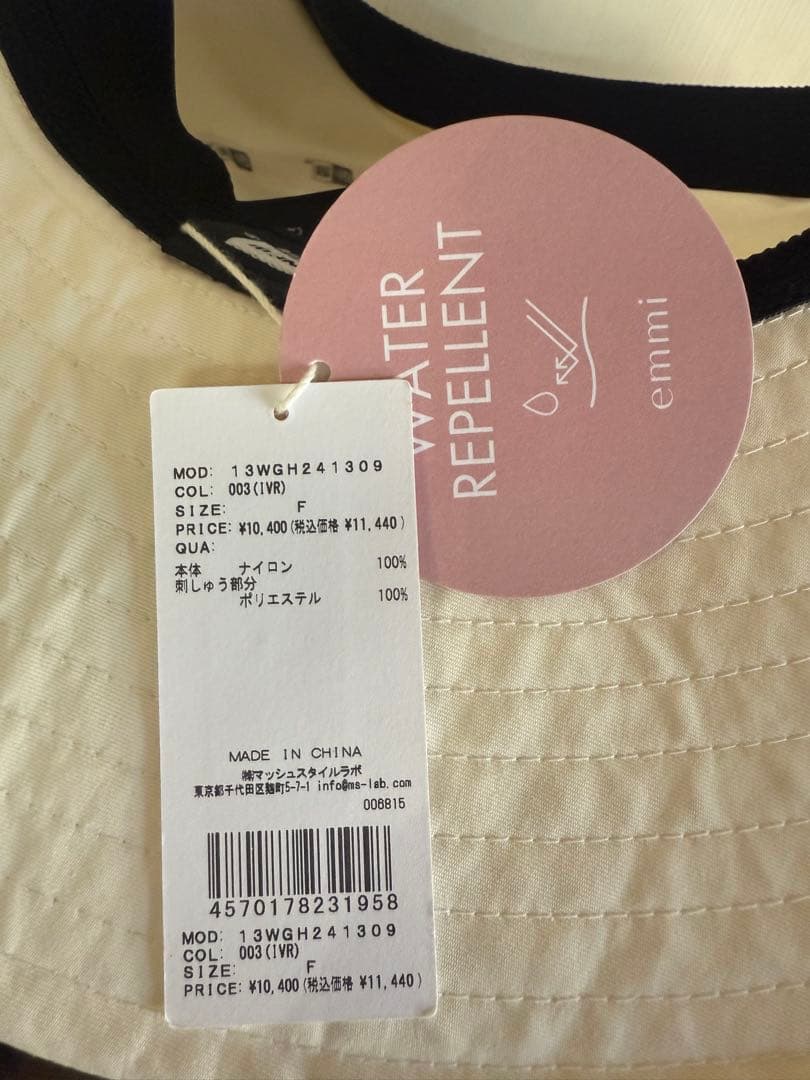 WATER
REPELLENT
emmi
MOD: 13WGH241309
COL: 003(IVR)
SIZE: F
PRICE: ¥10,400(税込価格 ¥11,440)
QUA:
本体 ナイロン 100%
刺しゅう部分
ポリエステル 100%
MADE IN CHINA
㈱マッシュスタイルラボ
東京都千代田区麹町5-7-1 info@ms-lab.com
006815
4570178231958
MOD: 13WGH241309
COL: 003(IVR)
SIZE: F
PRICE: ¥10,400(税込価格 ¥11,440)